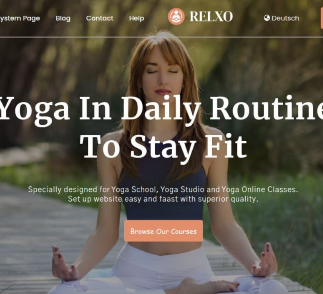 ystem Page Blog Contact Help RELXO Deutsch
Yoga In Daily Routine
To Stay Fit
Specially designed for Yoga School, Yoga Studio and Yoga Online Classes.
Set up website easy and faast with superior quality.
Browse Our Courses